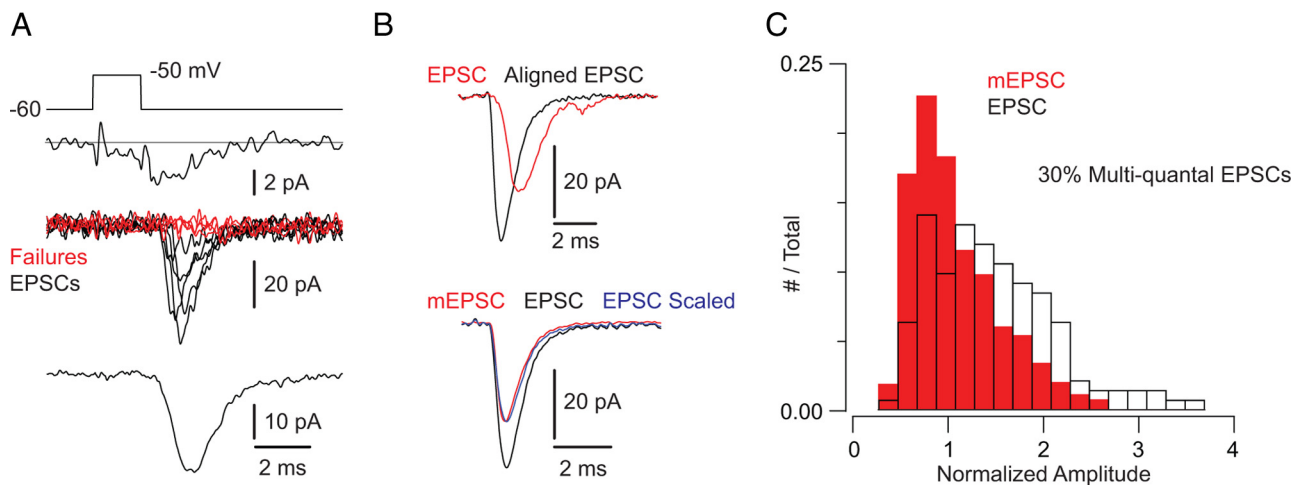 A
-50 mV
-60
2 pA
Failures
EPSCs
20 pA
10 pA
2 ms
B
EPSC Aligned EPSC
20 pA
2 ms
mEPSC EPSC EPSC Scaled
20 pA
2 ms
C
0.25
mEPSC
EPSC
30% Multi-quantal EPSCs
# / Total
0.00
0 1 2 3 4
Normalized Amplitude